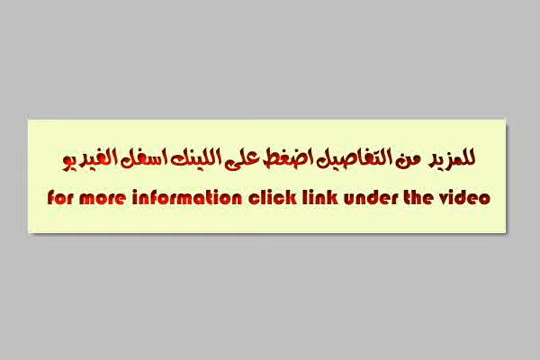 للمزيد من التفاصيل اضغط على اللينك اسفل الفيديو
for more information click link under the video